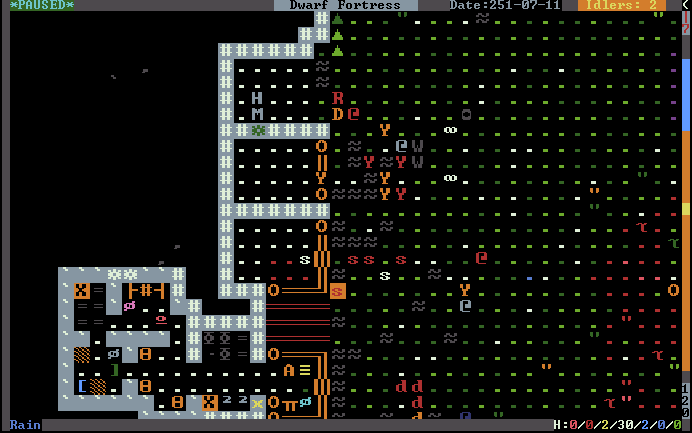 *PAUSED* Dwarf Fortress Date:251-07-11 Idlers: 2
Rain H:0/0/2/30/2/0/0